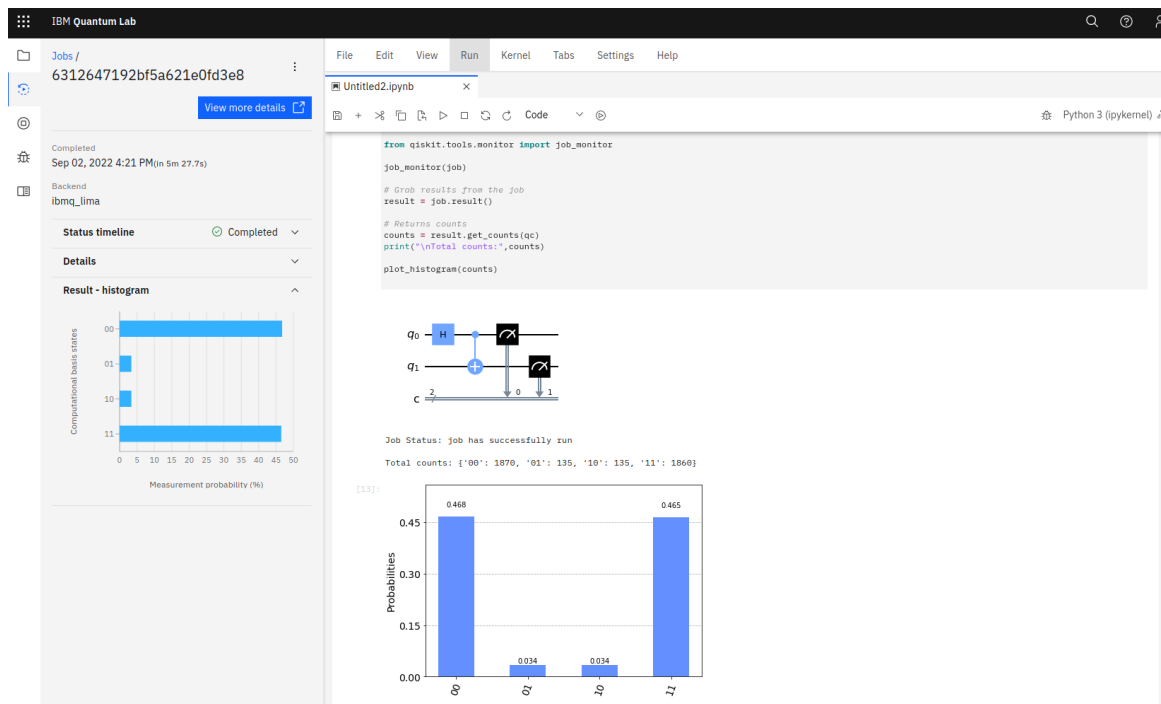 IBM Quantum Lab
Jobs /
6312647192bf5a621e0fd3e8
View more details
Completed
Sep 02, 2022 4:21 PM(in 5m 27.7s)
Backend
ibmq_lima
Status timeline
Completed
Details
Result - histogram
Computational basis states
00
01
10
11
0 5 10 15 20 25 30 35 40 45 50
Measurement probability (%)
File Edit View Run Kernel Tabs Settings Help
Untitled2.ipynb
Code
Python 3 (ipykernel)
from qiskit.tools.monitor import job_monitor
job_monitor(job)
# Grab results from the job
result = job.result()
# Returns counts
counts = result.get_counts(qc)
print("\nTotal counts:",counts)
plot_histogram(counts)
q0 H
q1
c 2 0 1
Job Status: job has successfully run
Total counts: {'00': 1870, '01': 135, '10': 135, '11': 1860}
[13]:
Probabilities
0.45
0.30
0.15
0.00
0.468
0.034
0.034
0.465
00
01
10
11